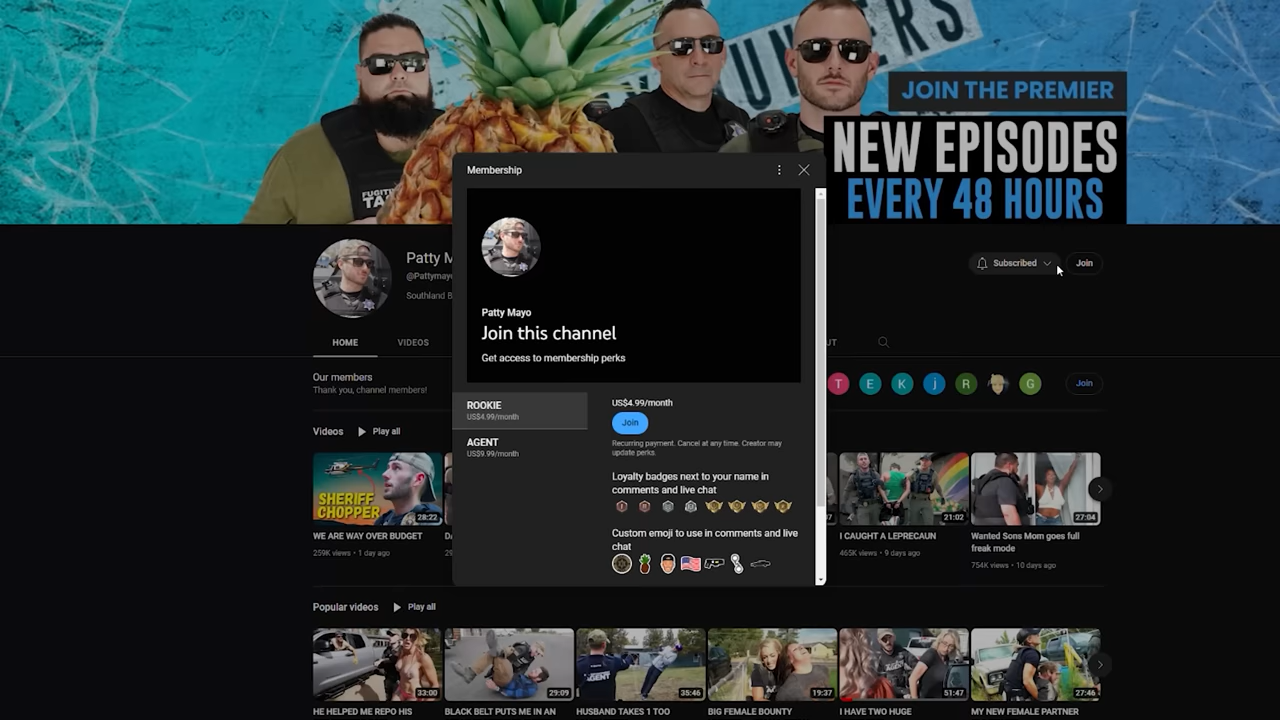 UNNERS
JOIN THE PREMIER
NEW EPISODES
EVERY 48 HOURS
FUGITI
TA
Membership
Patty M
@Pattymayo
Southland B
Subscribed
Join
Patty Mayo
Join this channel
Get access to membership perks
HOME
VIDEOS
UT
Our members
Thank you, channel members!
T
E
K
j
R
G
Join
ROOKIE
US$4.99/month
AGENT
US$9.99/month
US$4.99/month
Join
Recurring payment. Cancel at any time. Creator may
update perks.
Loyalty badges next to your name in
comments and live chat
Custom emoji to use in comments and live
chat
Videos
Play all
SHERIFF
CHOPPER
28:22
21:02
27:04
WE ARE WAY OVER BUDGET
259K views • 1 day ago
I CAUGHT A LEPRECAUN
465K views • 9 days ago
Wanted Sons Mom goes full
freak mode
754K views • 10 days ago
Popular videos
Play all
AGENT
33:00
29:09
35:46
19:37
51:47
27:46
HE HELPED ME REPO HIS
BLACK BELT PUTS ME IN AN
HUSBAND TAKES 1 TOO
BIG FEMALE BOUNTY
I HAVE TWO HUGE
MY NEW FEMALE PARTNER